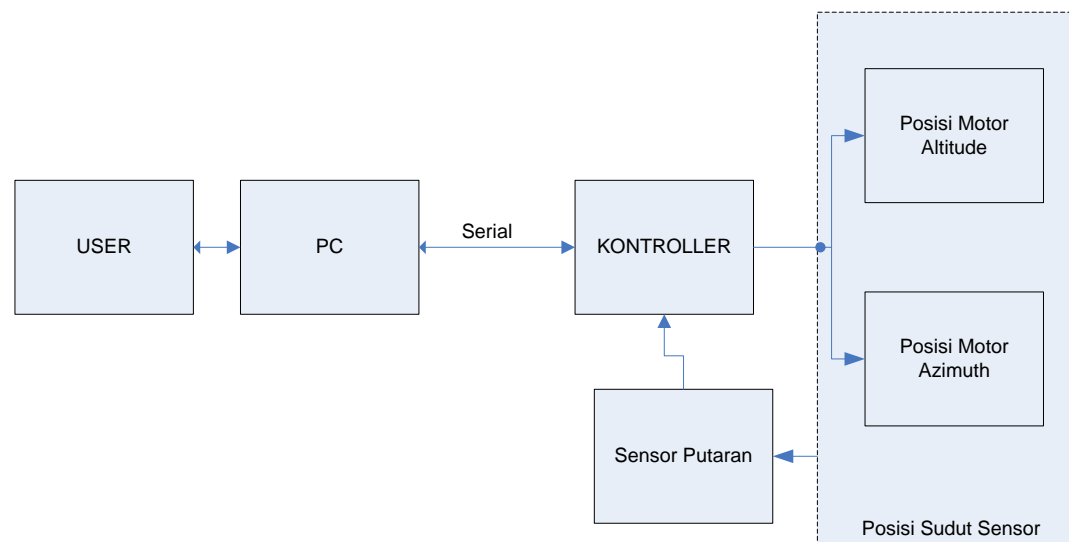 USER
PC
Serial
KONTROLLER
Posisi Motor
Altitude
Posisi Motor
Azimuth
Sensor Putaran
Posisi Sudut Sensor